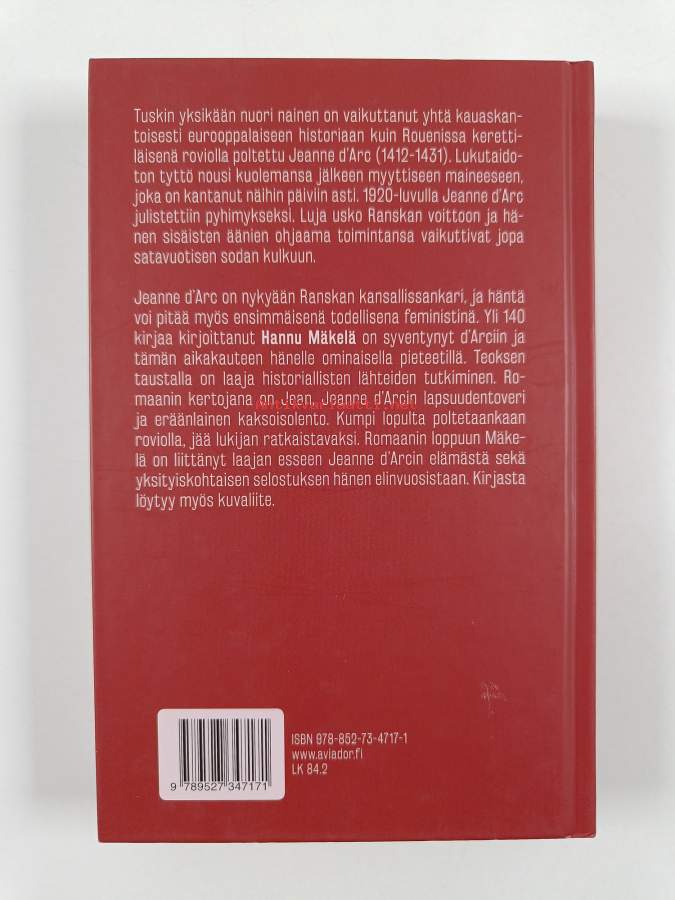 Tuskin yksikään nuori nainen on vaikuttanut yhtä kauaskan-
toisesti eurooppalaiseen historiaan kuin Rouenissa keretti-
läisenä roviolla poltettu Jeanne d'Arc (1412-1431). Lukutaido-
ton tyttö nousi kuolemansa jälkeen myyttiseen maineeseen,
joka on kantanut näihin päiviin asti. 1920-luvulla Jeanne d'Arc
julistettiin pyhimykseksi. Luja usko Ranskan voittoon ja hä-
nen sisäisten äänien ohjaama toimintansa vaikuttivat jopa
satavuotisen sodan kulkuun.
Jeanne d'Arc on nykyään Ranskan kansallissankari, ja häntä
voi pitää myös ensimmäisenä todellisena feministinä. Yli 140
kirjaa kirjoittanut Hannu Mäkelä on syventynyt d'Arciin ja
tämän aikakauteen hänelle ominaisella pieteetillä. Teoksen
taustalla on laaja historiallisten lähteiden tutkiminen. Ro-
maanin kertojana on Jean, Jeanne d'Arcin lapsuudentoveri
antikvariaatti.net
ja eräänlainen kaksoisolento. Kumpi lopulta poltetaankaan
roviolla, jää lukijan ratkaistavaksi. Romaanin loppuun Mäke-
lä on liittänyt laajan esseen Jeanne d'Arcin elämästä sekä
yksityiskohtaisen selostuksen hänen elinvuosistaan. Kirjasta
löytyy myös kuvaliite.
ISBN 978-852-73-4717-1
www.aviador.fi
LK 84.2
9 789527 347171